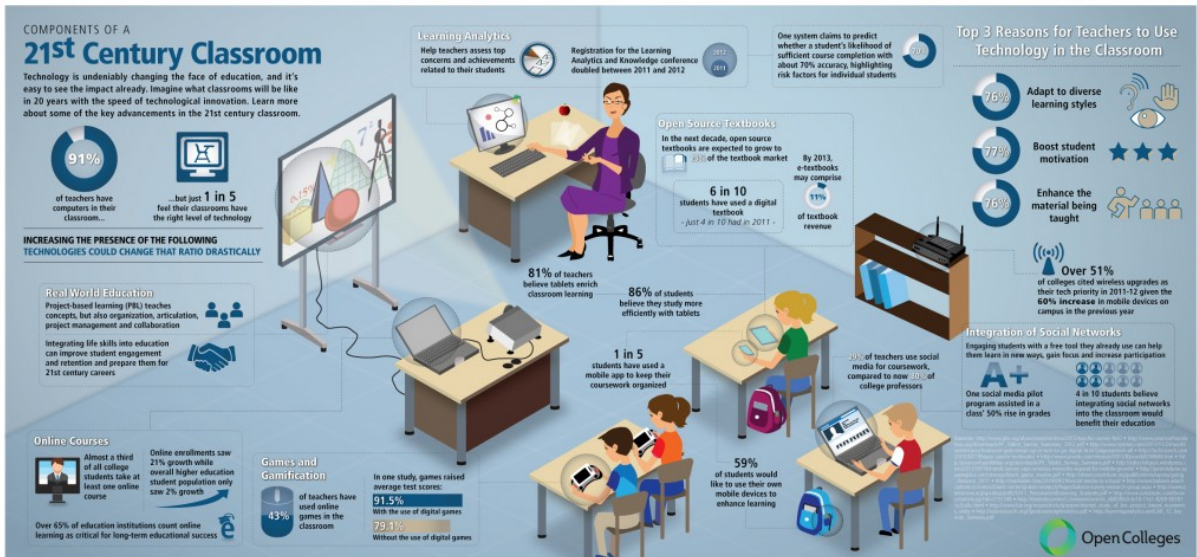 COMPONENTS OF A
21st Century Classroom
Technology is undeniably changing the face of education, and it's
easy to see the impact already. Imagine what classrooms will be like
in 20 years with the speed of technological innovation. Learn more
about some of the key advancements in the 21st century classroom.
91%
of teachers have
computers in their
classroom...
...but just 1 in 5
feel their classrooms have
the right level of technology
INCREASING THE PRESENCE OF THE FOLLOWING
TECHNOLOGIES COULD CHANGE THAT RATIO DRASTICALLY
Real World Education
Project-based learning (PBL) teaches
concepts, but also organization, articulation,
project management and collaboration
Integrating life skills into education
can improve student engagement
and retention and prepare them for
21st century careers
Online Courses
Almost a third
of all college
students take at
least one online
course
Online enrollments saw
21% growth while
overall higher education
student population only
saw 2% growth
Over 65% of education institutions count online
learning as critical for long-term educational success
Games and
Gamification
43%
of teachers have
used online
games in the
classroom
In one study, games raised
average test scores:
91.5%
With the use of digital games
79.1%
Without the use of digital games
Learning Analytics
Help teachers assess top
concerns and achievements
related to their students
Registration for the Learning
Analytics and Knowledge conference
doubled between 2011 and 2012
2012
2011
One system claims to predict
whether a student's likelihood of
sufficient course completion with
about 70% accuracy, highlighting
risk factors for individual students
70%
Open Source Textbooks
In the next decade, open source
textbooks are expected to grow to
of the textbook market
6 in 10
students have used a digital
textbook
- just 4 in 10 had in 2011 -
By 2013,
e-textbooks
may comprise
11%
of textbook
revenue
81% of teachers
believe tablets enrich
classroom learning
86% of students
believe they study more
efficiently with tablets
1 in 5
students have used a
mobile app to keep their
coursework organized
59%
of students would
like to use their own
mobile devices to
enhance learning
of teachers use social
media for coursework,
compared to now of
college professors
Top 3 Reasons for Teachers to Use
Technology in the Classroom
76%
Adapt to diverse
learning styles
77%
Boost student
motivation
76%
Enhance the
material being
taught
Over 51%
of colleges cited wireless upgrades as
their tech priority in 2011-12 given the
60% increase in mobile devices on
campus in the previous year
Integration of Social Networks
Engaging students with a free tool they already use can help
them learn in new ways, gain focus and increase participation
A+
One social media pilot
program assisted in a
class' 50% rise in grades
4 in 10 students believe
integrating social networks
into the classroom would
benefit their education
Open Colleges